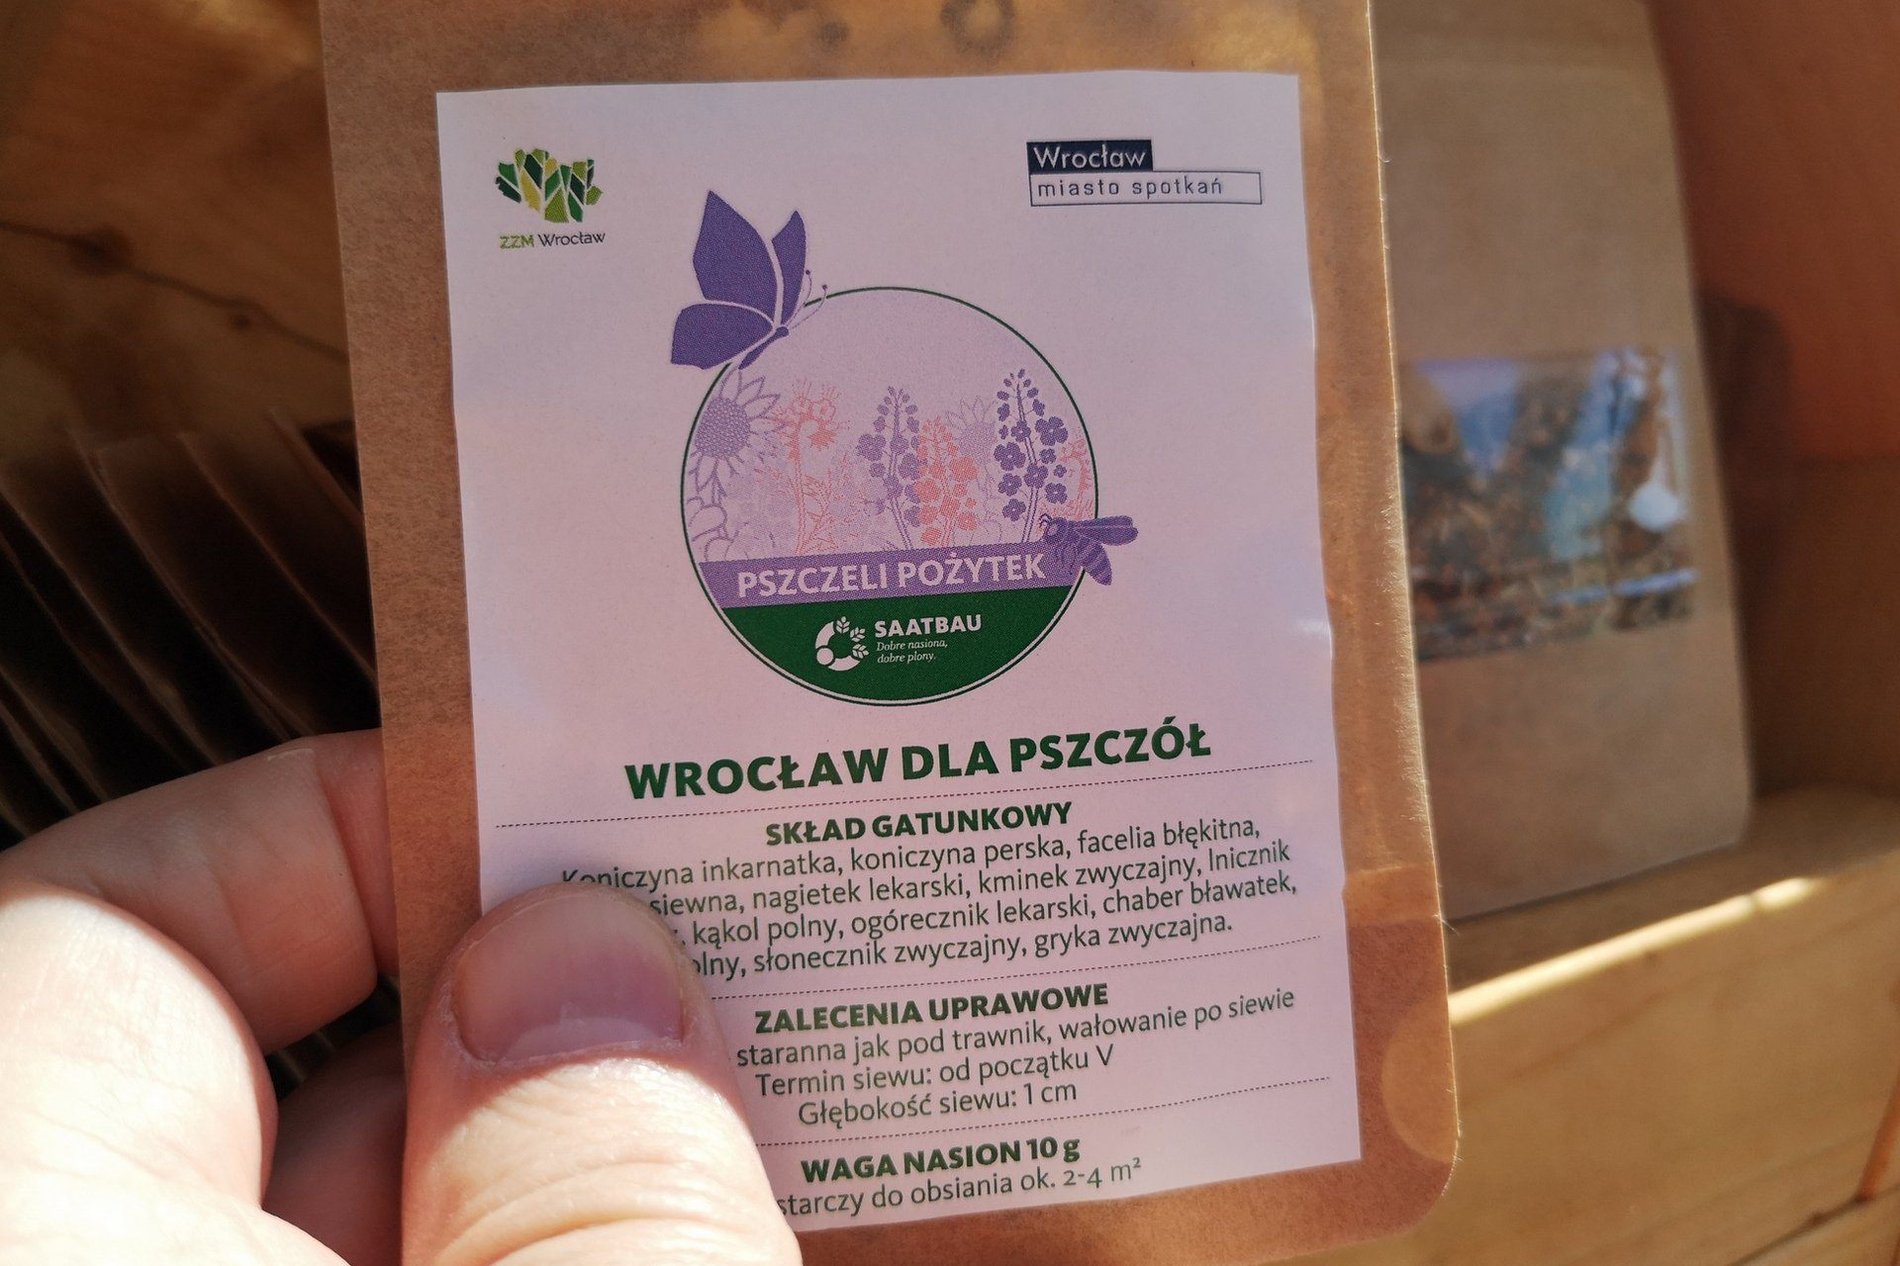 ZZM Wrocław
Wrocław
miasto spotkań
PSZCZELI POŻYTEK
SAATBAU
Dobre nasiona,
dobre plony.
WROCŁAW DLA PSZCZÓŁ
SKŁAD GATUNKOWY
Koniczyna inkarnatka, koniczyna perska, facelia błękitna,
siewna, nagietek lekarski, kminek zwyczajny, lnicznik
kąkol polny, ogórecznik lekarski, chaber bławatek,
słonecznik zwyczajny, gryka zwyczajna.
ZALECENIA UPRAWOWE
staranna jak pod trawnik, wałowanie po siewie
Termin siewu: od początku V
Głębokość siewu: 1 cm
WAGA NASION 10 g
do obsiania ok. 2-4 m²